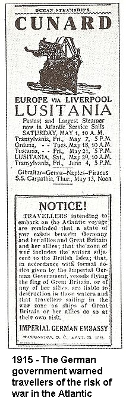 OCEAN STEAMSHIPS.
CUNARD
EUROPE VIA LIVERPOOL
LUSITANIA
Fastest and Largest Steamer
now in Atlantic Service Sails
SATURDAY, MAY 1, 10 A.M.
Transylvania, Fri., May 7, 5 P.M.
Orduna, - - Tues., May 18, 10 A.M.
Tuscania, - - Fri., May 21, 5 P.M.
LUSITANIA, Sat., May 29, 10 A.M.
Transylvania, Fri., June 4, 5 P.M.
Gibraltar-Genoa-Naples-Piraeus
S.S. Carpathia, Thur., May 13, Noon
NOTICE!
TRAVELLERS intending to
embark on the Atlantic voyage
are reminded that a state of
war exists between Germany
and her allies and Great Britain
and her allies; that the zone of
war includes the waters adjacent
to the British Isles; that,
in accordance with formal notice
given by the Imperial German
Government, vessels flying
the flag of Great Britain, or of
any of her allies, are liable to
destruction in those waters and
that travellers sailing in the
war zone on ships of Great
Britain or her allies do so at
their own risk.
IMPERIAL GERMAN EMBASSY
WASHINGTON, D. C., APRIL 22, 1915.
1915 - The German
government warned
travellers of the risk of
war in the Atlantic